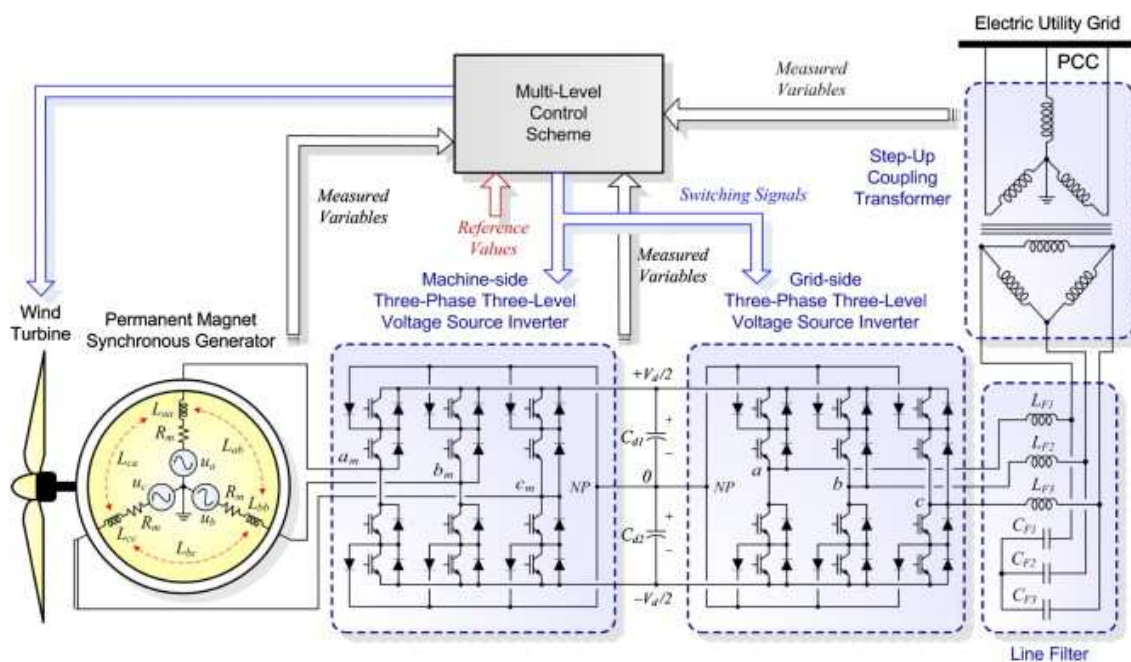 Electric Utility Grid
PCC
Measured
Variables
Multi-Level
Control
Scheme
Step-Up
Coupling
Transformer
Measured
Variables
Switching Signals
Reference
Values
Measured
Variables
Machine-side
Three-Phase Three-Level
Voltage Source Inverter
Grid-side
Three-Phase Three-Level
Voltage Source Inverter
Wind
Turbine
Permanent Magnet
Synchronous Generator
+Vd/2
Laa
Rm
Lab
Lca
ua
uc
Rm
Lcc
ub
Rm
Lbb
Lbc
am
bm
cm
NP
Cd1
+
−
0
Cd2
+
−
−Vd/2
NP
a
b
c
LF1
LF2
LF3
CF1
CF2
CF3
Line Filter